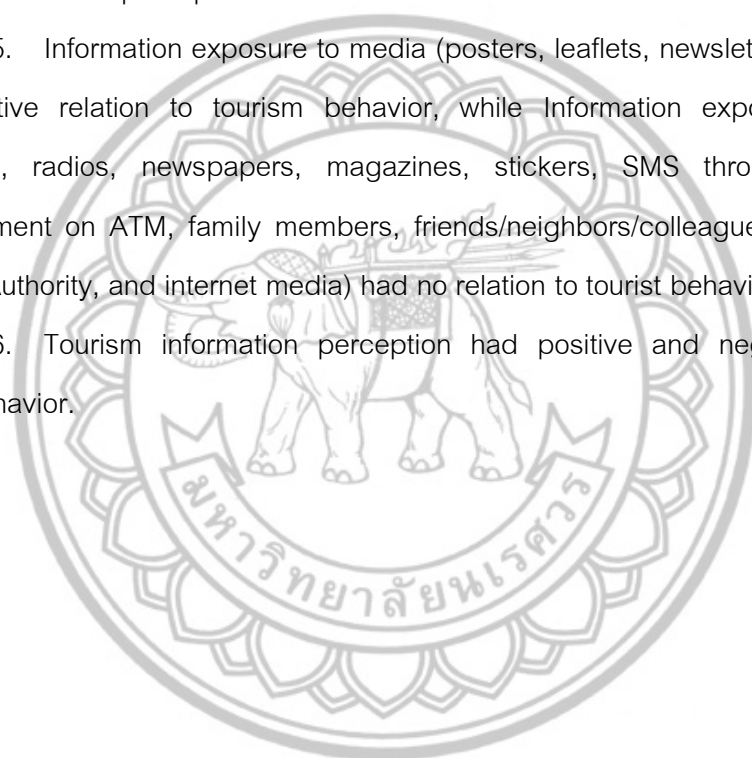 5. Information exposure to media (posters, leaflets, newslet
tive relation to tourism behavior, while Information expo
, radios, newspapers, magazines, stickers, SMS thro
ment on ATM, family members, friends/neighbors/colleague
uthority, and internet media) had no relation to tourist behavi
6. Tourism information perception had positive and neg
havior.
มหาวิทยาลัยนเรศวร